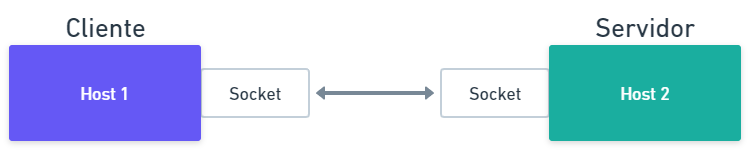 Cliente
Servidor
Host 1
Socket
Socket
Host 2